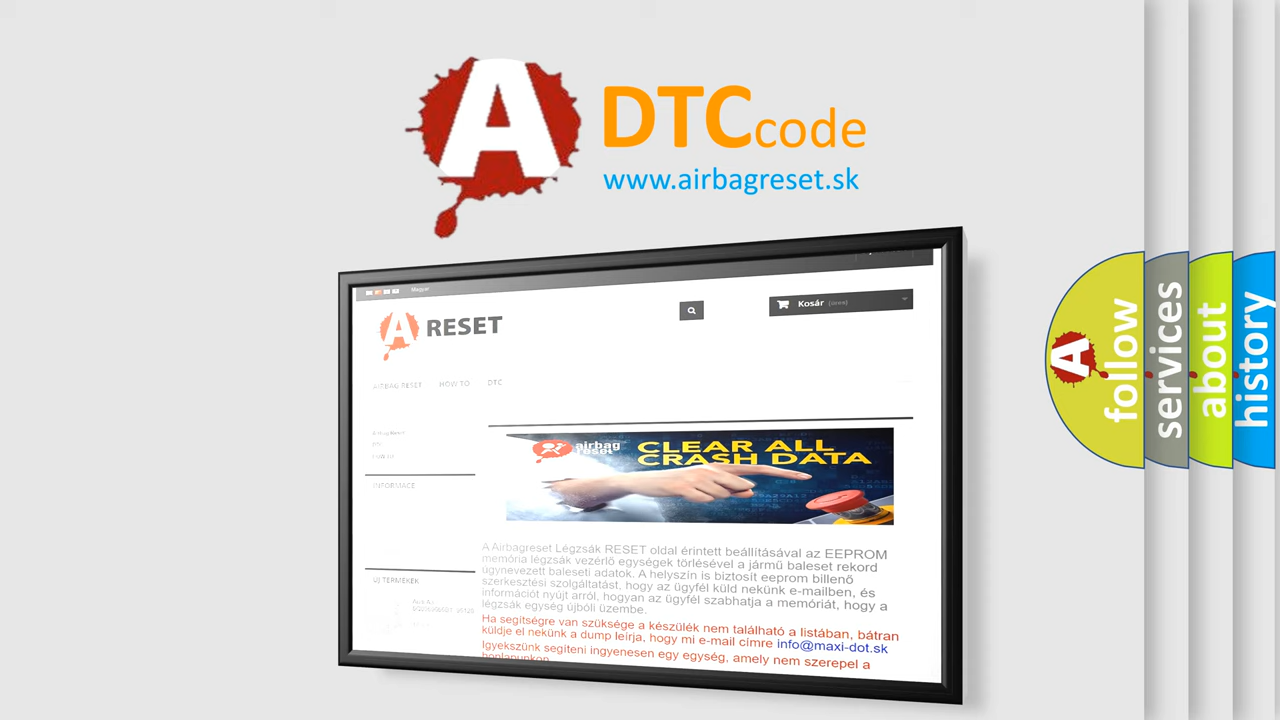 A DTC code
www.airbagreset.sk
Magyar
Kosár (üres)
A RESET
AIRBAG RESET HOW TO DTC
INFORMACE
airbag
reset
CLEAR ALL
CRASH DATA
A Airbagreset Légzsák RESET oldal érintett beállításával az EEPROM
memória légzsák vezérlő egységek törlésével a jármű baleset rekord
úgynevezett baleseti adatok. A helyszín is biztosít eeprom billenő
szerkesztési szolgáltatást, hogy az ügyfél küld nekünk e-mailben, és
információt nyújt arról, hogyan az ügyfél szabhatja a memóriát, hogy a
légzsák egység újbóli üzembe.
Ha segítségre van szüksége a készülék nem található a listában, bátran
küldje el nekünk a dump leírja, hogy mi e-mail címre info@maxi-dot.sk
Igyekszünk segíteni ingyenesen egy egység, amely nem szerepel a
honlapunkon
ÚJ TERMÉKEK
A follow
services
about
history